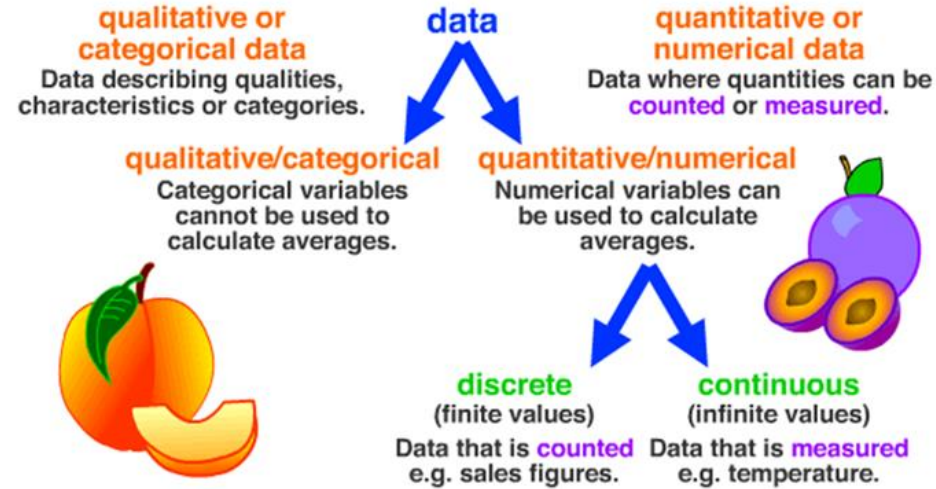 qualitative or
categorical data
Data describing qualities,
characteristics or categories.
data
quantitative or
numerical data
Data where quantities can be
counted or measured.
qualitative/categorical
Categorical variables
cannot be used to
calculate averages.
quantitative/numerical
Numerical variables can
be used to calculate
averages.
discrete
(finite values)
Data that is counted
e.g. sales figures.
continuous
(infinite values)
Data that is measured
e.g. temperature.